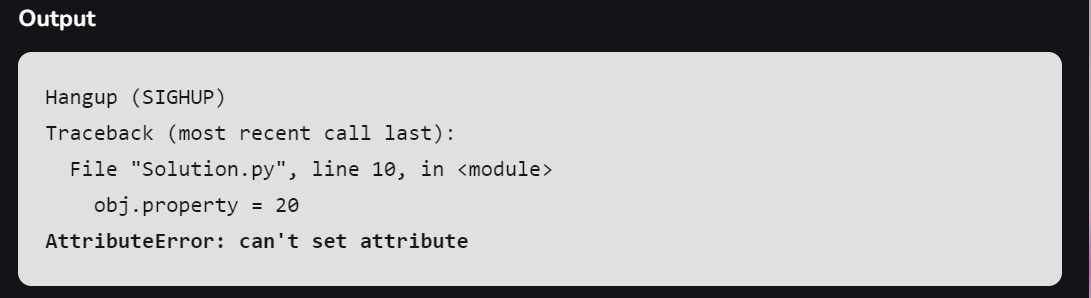 Output
Hangup (SIGHUP)
Traceback (most recent call last):
  File "Solution.py", line 10, in <module>
    obj.property = 20
AttributeError: can't set attribute